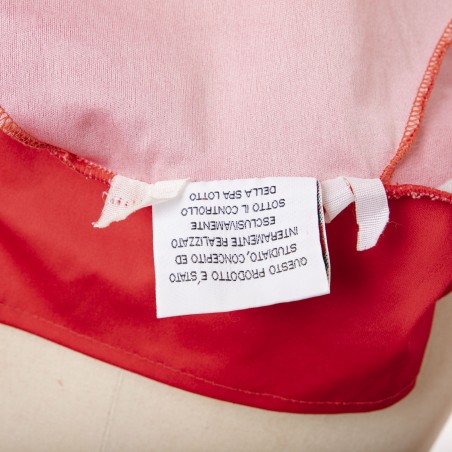 QUESTO PRODOTTO E' STATO
STUDIATO, CONCEPITO ED
INTERAMENTE REALIZZATO
ESCLUSIVAMENTE
SOTTO IL CONTROLLO
DELLA SPA LOTTO